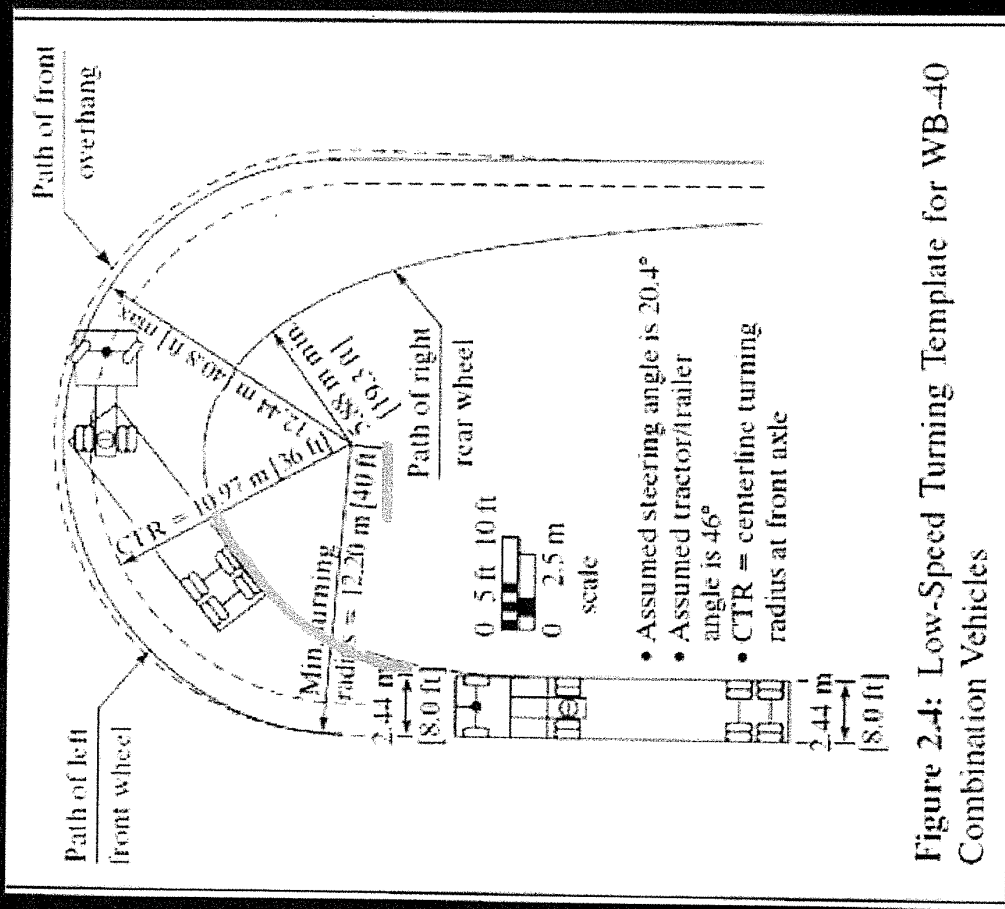 Path of front
overhang
Path of left
front wheel
12.44 m [40.8 ft] max
5.88 m min
[19.3 ft]
CTR = 10.97 m [36 ft]
Min. turning
radius = 12.20 m [40 ft]
Path of right
rear wheel
2.44 m
[8.0 ft]
0 5 ft 10 ft
0 2.5 m
scale
• Assumed steering angle is 20.4°
• Assumed tractor/trailer
angle is 46°
• CTR = centerline turning
radius at front axle
2.44 m
[8.0 ft]
Figure 2.4: Low-Speed Turning Template for WB-40
Combination Vehicles